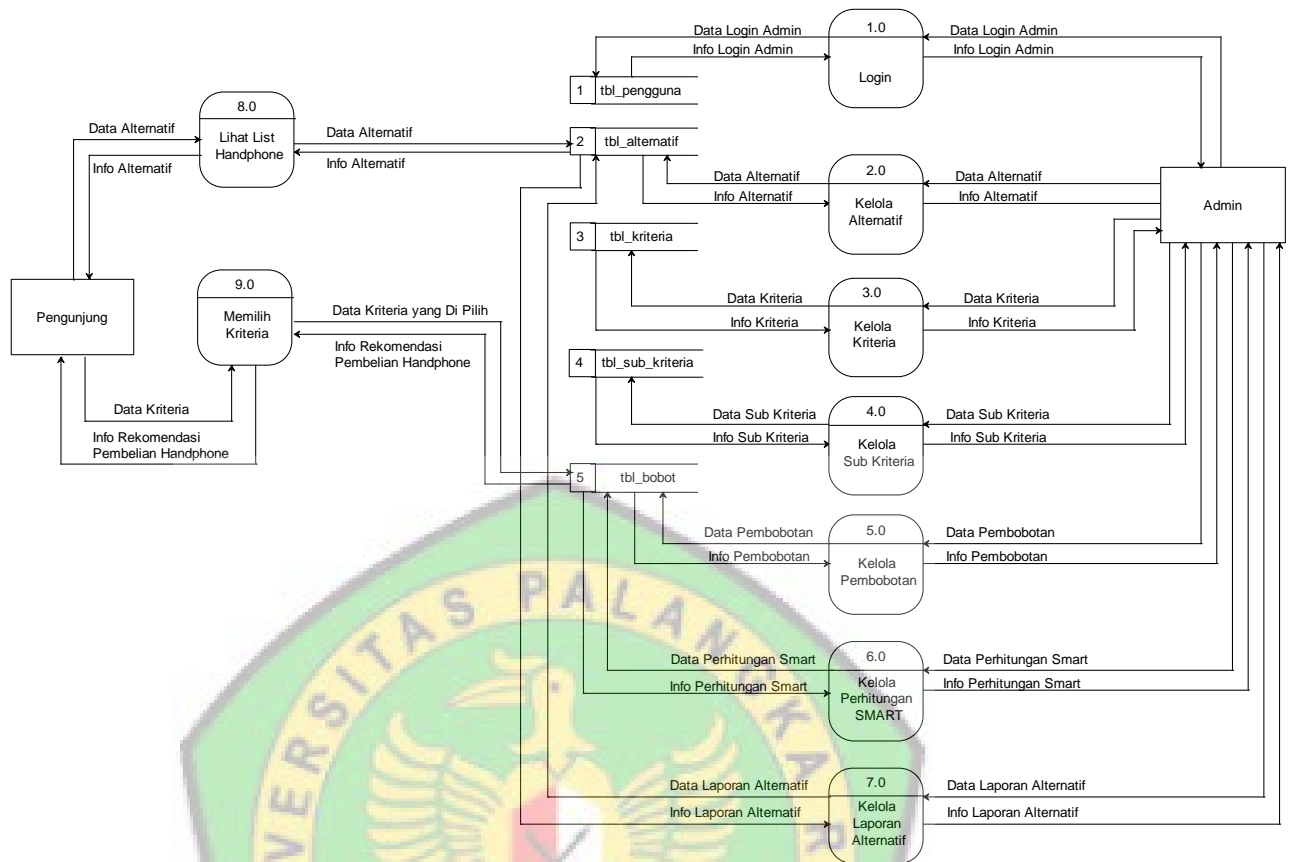 Data Login Admin
Info Login Admin
1.0
Login
Data Login Admin
Info Login Admin
1 tbl_pengguna
8.0
Lihat List
Handphone
Data Alternatif
Info Alternatif
Data Alternatif
Info Alternatif
2 tbl_alternatif
Data Alternatif
Info Alternatif
2.0
Kelola
Alternatif
Data Alternatif
Info Alternatif
Admin
3 tbl_kriteria
Data Kriteria
Info Kriteria
3.0
Kelola
Kriteria
Data Kriteria
Info Kriteria
Pengunjung
9.0
Memilih
Kriteria
Data Kriteria yang Di Pilih
Info Rekomendasi
Pembelian Handphone
Data Kriteria
Info Rekomendasi
Pembelian Handphone
4 tbl_sub_kriteria
Data Sub Kriteria
Info Sub Kriteria
4.0
Kelola
Sub Kriteria
Data Sub Kriteria
Info Sub Kriteria
5 tbl_bobot
Data Pembobotan
Info Pembobotan
5.0
Kelola
Pembobotan
Data Pembobotan
Info Pembobotan
Data Perhitungan Smart
Info Perhitungan Smart
6.0
Kelola
Perhitungan
SMART
Data Perhitungan Smart
Info Perhitungan Smart
Data Laporan Alternatif
Info Laporan Alternatif
7.0
Kelola
Laporan
Alternatif
Data Laporan Alternatif
Info Laporan Alternatif
VERSITAS PALANGKAR